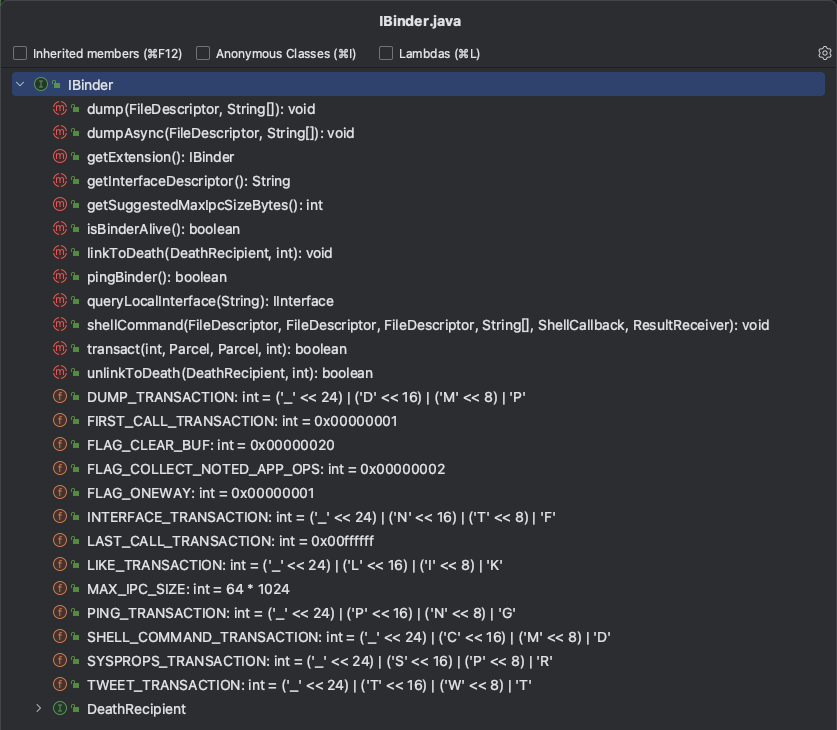 IBinder.java
Inherited members (⌘F12) Anonymous Classes (⌘I) Lambdas (⌘L)
IBinder
dump(FileDescriptor, String[]): void
dumpAsync(FileDescriptor, String[]): void
getExtension(): IBinder
getInterfaceDescriptor(): String
getSuggestedMaxIpcSizeBytes(): int
isBinderAlive(): boolean
linkToDeath(DeathRecipient, int): void
pingBinder(): boolean
queryLocalInterface(String): IInterface
shellCommand(FileDescriptor, FileDescriptor, FileDescriptor, String[], ShellCallback, ResultReceiver): void
transact(int, Parcel, Parcel, int): boolean
unlinkToDeath(DeathRecipient, int): boolean
DUMP_TRANSACTION: int = ('_' << 24) | ('D' << 16) | ('M' << 8) | 'P'
FIRST_CALL_TRANSACTION: int = 0x00000001
FLAG_CLEAR_BUF: int = 0x00000020
FLAG_COLLECT_NOTED_APP_OPS: int = 0x00000002
FLAG_ONEWAY: int = 0x00000001
INTERFACE_TRANSACTION: int = ('_' << 24) | ('N' << 16) | ('T' << 8) | 'F'
LAST_CALL_TRANSACTION: int = 0x00ffffff
LIKE_TRANSACTION: int = ('_' << 24) | ('L' << 16) | ('I' << 8) | 'K'
MAX_IPC_SIZE: int = 64 * 1024
PING_TRANSACTION: int = ('_' << 24) | ('P' << 16) | ('N' << 8) | 'G'
SHELL_COMMAND_TRANSACTION: int = ('_' << 24) | ('C' << 16) | ('M' << 8) | 'D'
SYSPROPS_TRANSACTION: int = ('_' << 24) | ('S' << 16) | ('P' << 8) | 'R'
TWEET_TRANSACTION: int = ('_' << 24) | ('T' << 16) | ('W' << 8) | 'T'
DeathRecipient